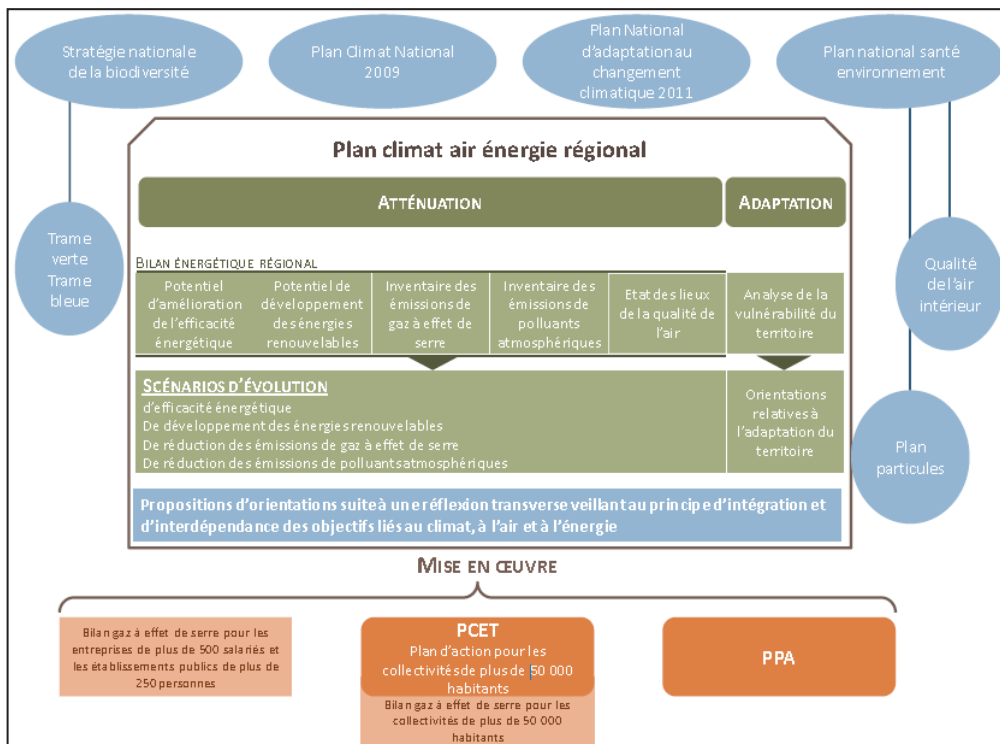 Stratégie nationale
de la biodiversité
Plan Climat National
2009
Plan National
d'adaptation au
changement
climatique 2011
Plan national santé
environnement
Plan climat air énergie régional
ATTÉNUATION
ADAPTATION
Trame
verte
Trame
bleue
BILAN ÉNERGÉTIQUE RÉGIONAL
Potentiel
d'amélioration
de l'efficacité
énergétique
Potentiel de
développement
des énergies
renouvelables
Inventaire des
émissions de
gaz à effet de
serre
Inventaire des
émissions de
polluants
atmosphériques
Etat des lieux
de la qualité de
l'air
Analyse de la
vulnérabilité du
territoire
Qualité
de l'air
intérieur
SCÉNARIOS D'ÉVOLUTION
d'efficacité énergétique
De développement des énergies renouvelables
De réduction des émissions de gaz à effet de serre
De réduction des émissions de polluants atmosphériques
Orientations
relatives à
l'adaptation du
territoire
Plan
particules
Propositions d'orientations suite à une réflexion transverse veillant au principe d'intégration et
d'interdépendance des objectifs liés au climat, à l'air et à l'énergie
MISE EN ŒUVRE
Bilan gaz à effet de serre pour les
entreprises de plus de 500 salariés et
les établissements publics de plus de
250 personnes
PCET
Plan d'action pour les
collectivités de plus de 50 000
habitants
Bilan gaz à effet de serre pour les
collectivités de plus de 50 000
habitants
PPA